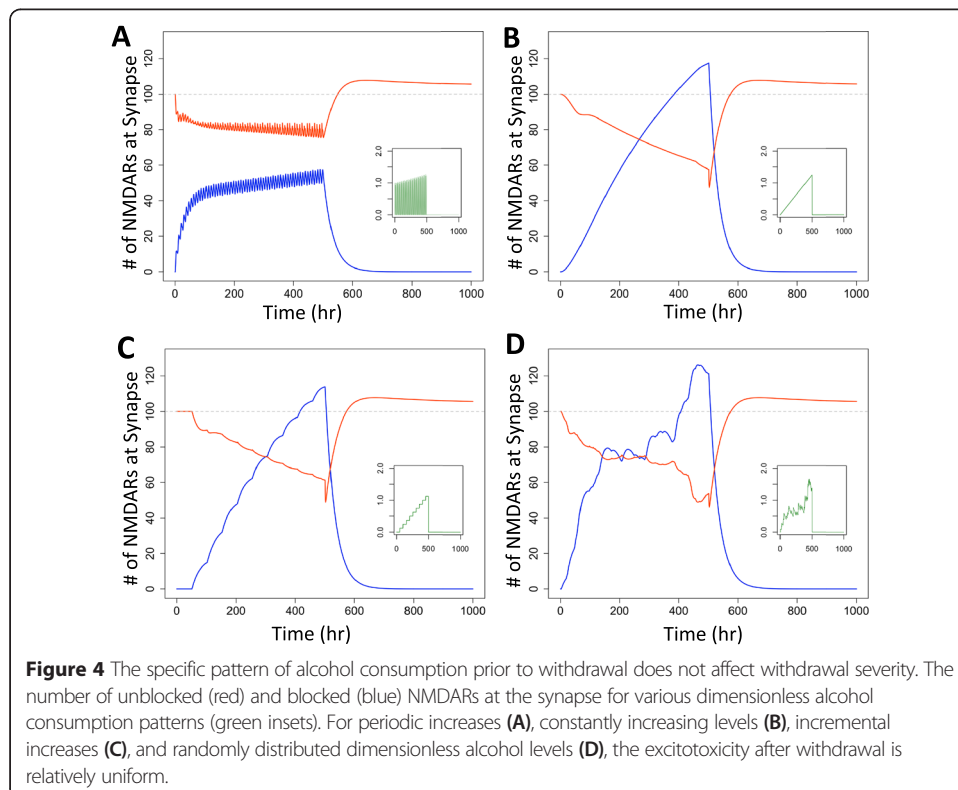 A
# of NMDARs at Synapse
120
100
80
60
40
20
0
2.0
1.0
0.0
0 500 1000
0 200 400 600 800 1000
Time (hr)
B
# of NMDARs at Synapse
120
100
80
60
40
20
0
2.0
1.0
0.0
0 500 1000
0 200 400 600 800 1000
Time (hr)
C
# of NMDARs at Synapse
120
100
80
60
40
20
0
2.0
1.0
0.0
0 500 1000
0 200 400 600 800 1000
Time (hr)
D
# of NMDARs at Synapse
120
100
80
60
40
20
0
2.0
1.0
0.0
0 500 1000
0 200 400 600 800 1000
Time (hr)
Figure 4 The specific pattern of alcohol consumption prior to withdrawal does not affect withdrawal severity. The
number of unblocked (red) and blocked (blue) NMDARs at the synapse for various dimensionless alcohol
consumption patterns (green insets). For periodic increases (A), constantly increasing levels (B), incremental
increases (C), and randomly distributed dimensionless alcohol levels (D), the excitotoxicity after withdrawal is
relatively uniform.